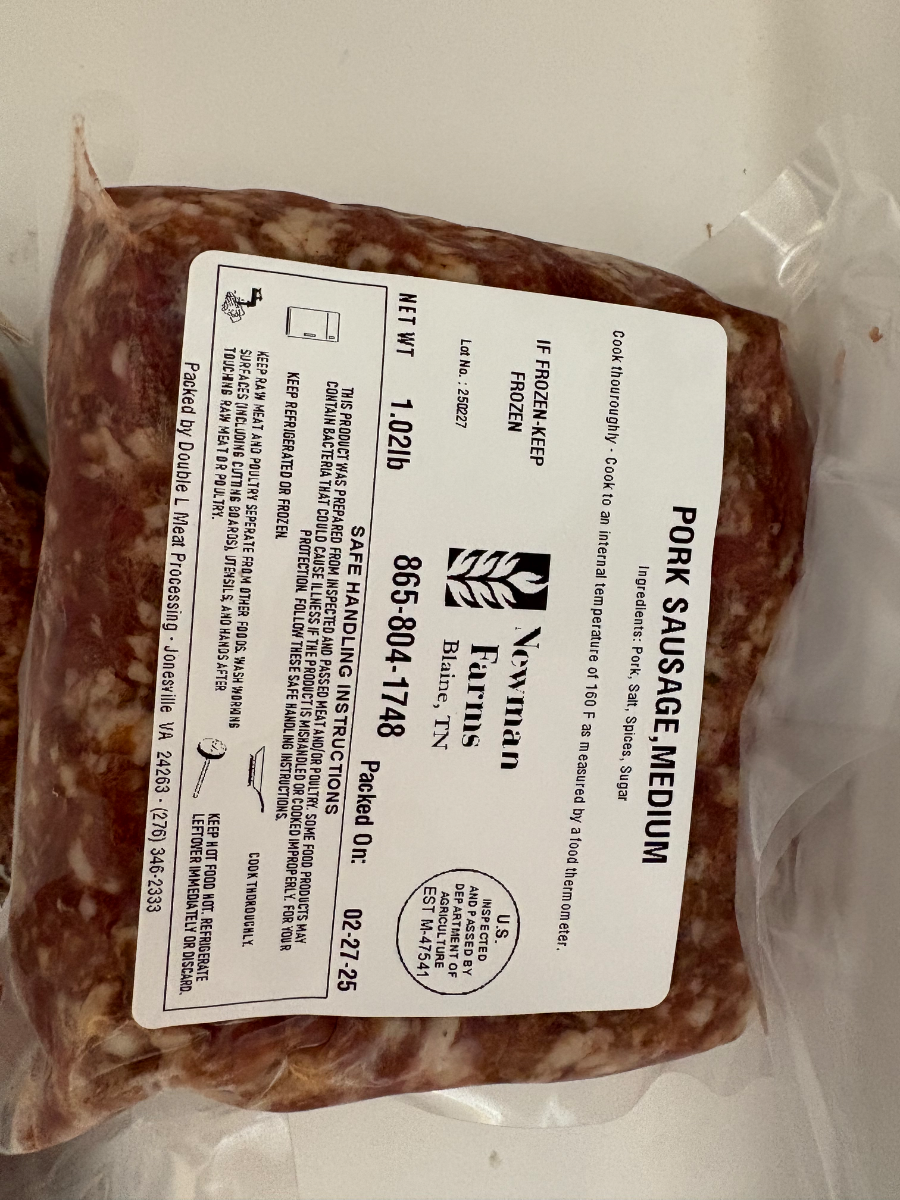 PORK SAUSAGE,MEDIUM
Ingredients: Pork, Salt, Spices, Sugar
Cook thouroughly - Cook to an internal temperature of 160 F as measured by a food thermometer.
IF FROZEN-KEEP
FROZEN
Lot No. : 250227
Newman
Farms
Blaine, TN
U.S.
INSPECTED
AND PASSED BY
DEPARTMENT OF
AGRICULTURE
EST M-47541
NET WT 1.02lb
865-804-1748
Packed On: 02-27-25
SAFE HANDLING INSTRUCTIONS
THIS PRODUCT WAS PREPARED FROM INSPECTED AND PASSED MEAT AND/OR POULTRY. SOME FOOD PRODUCTS MAY
CONTAIN BACTERIA THAT COULD CAUSE ILLNESS IF THE PRODUCT IS MISHANDLED OR COOKED IMPROPERLY. FOR YOUR
PROTECTION, FOLLOW THESE SAFE HANDLING INSTRUCTIONS.
KEEP REFRIGERATED OR FROZEN.
COOK THOROUGHLY.
KEEP RAW MEAT AND POULTRY SEPERATE FROM OTHER FOODS. WASH WORKING
SURFACES (INCLUDING CUTTING BOARDS), UTENSILS, AND HANDS AFTER
TOUCHING RAW MEAT OR POULTRY.
KEEP HOT FOOD HOT. REFRIGERATE
LEFTOVER IMMEDIATELY OR DISCARD.
Packed by Double L Meat Processing - Jonesville VA 24263 - (276) 346-2333